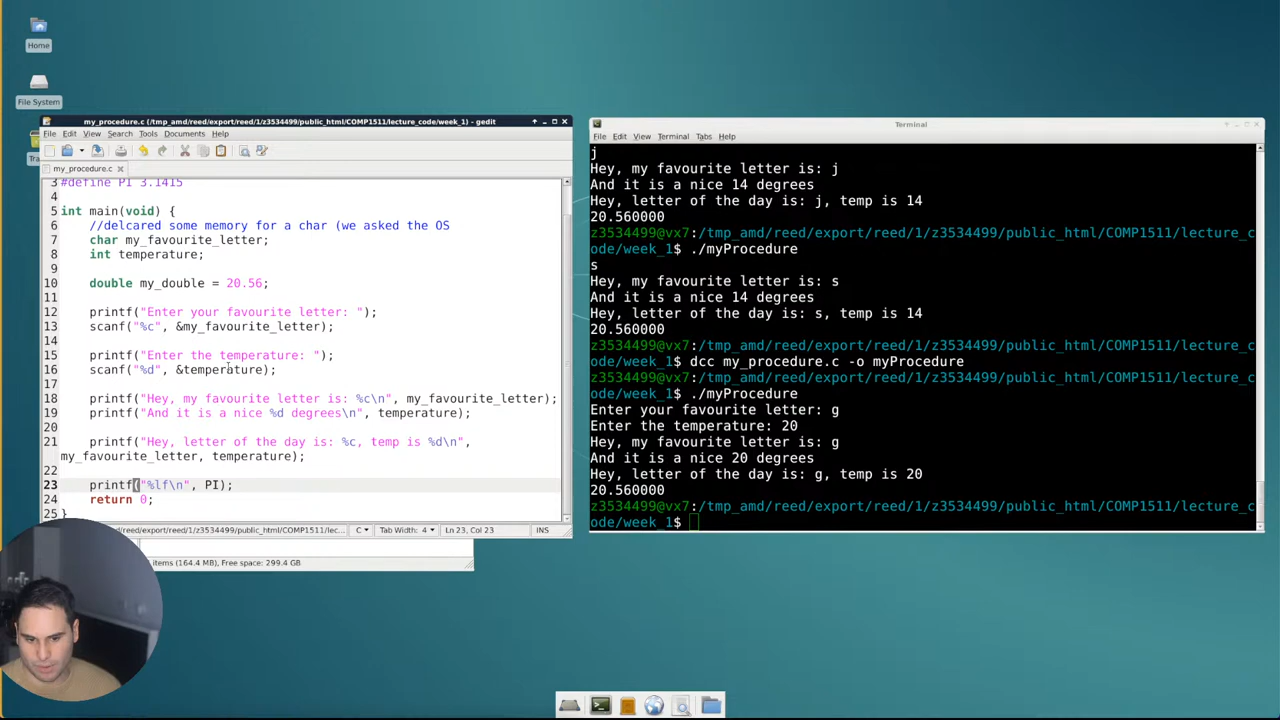 Home
File System
my_procedure.c (/tmp_amd/reed/export/reed/1/z3534499/public_html/COMP1511/lecture_code/week_1) - gedit
File Edit View Search Tools Documents Help
my_procedure.c
3 #define PI 3.1415
4
5 int main(void) {
6 //delcared some memory for a char (we asked the OS
7 char my_favourite_letter;
8 int temperature;
9
10 double my_double = 20.56;
11
12 printf("Enter your favourite letter: ");
13 scanf("%c", &my_favourite_letter);
14
15 printf("Enter the temperature: ");
16 scanf("%d", &temperature);
17
18 printf("Hey, my favourite letter is: %c\n", my_favourite_letter);
19 printf("And it is a nice %d degrees\n", temperature);
20
21 printf("Hey, letter of the day is: %c, temp is %d\n",
my_favourite_letter, temperature);
22
23 printf("%lf\n", PI);
24 return 0;
25 }
reed/export/reed/1/z3534499/public_html/COMP1511/lec... C Tab Width: 4 Ln 23, Col 23 INS
items (164.4 MB), Free space: 299.4 GB
Terminal
File Edit View Terminal Tabs Help
j
Hey, my favourite letter is: j
And it is a nice 14 degrees
Hey, letter of the day is: j, temp is 14
20.560000
z3534499@vx7:/tmp_amd/reed/export/reed/1/z3534499/public_html/COMP1511/lecture_c
ode/week_1$ ./myProcedure
s
Hey, my favourite letter is: s
And it is a nice 14 degrees
Hey, letter of the day is: s, temp is 14
20.560000
z3534499@vx7:/tmp_amd/reed/export/reed/1/z3534499/public_html/COMP1511/lecture_c
ode/week_1$ dcc my_procedure.c -o myProcedure
z3534499@vx7:/tmp_amd/reed/export/reed/1/z3534499/public_html/COMP1511/lecture_c
ode/week_1$ ./myProcedure
Enter your favourite letter: g
Enter the temperature: 20
Hey, my favourite letter is: g
And it is a nice 20 degrees
Hey, letter of the day is: g, temp is 20
20.560000
z3534499@vx7:/tmp_amd/reed/export/reed/1/z3534499/public_html/COMP1511/lecture_c
ode/week_1$